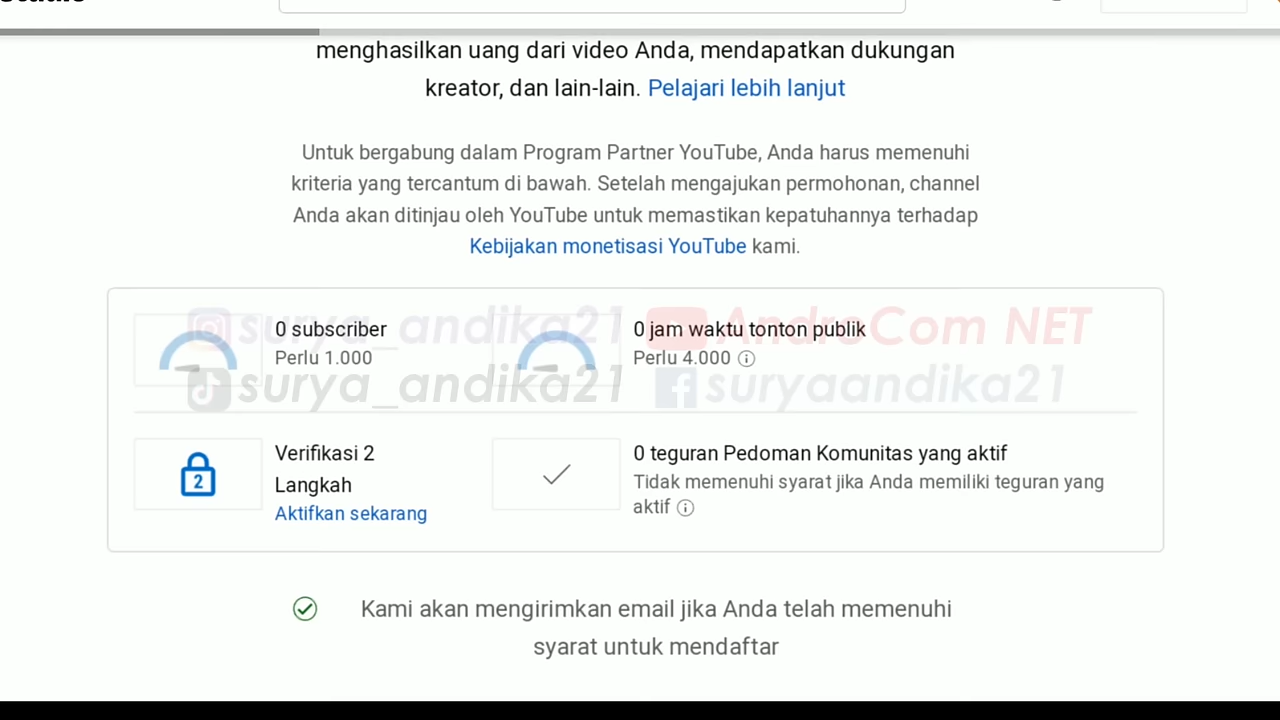 menghasilkan uang dari video Anda, mendapatkan dukungan
kreator, dan lain-lain. Pelajari lebih lanjut
Untuk bergabung dalam Program Partner YouTube, Anda harus memenuhi
kriteria yang tercantum di bawah. Setelah mengajukan permohonan, channel
Anda akan ditinjau oleh YouTube untuk memastikan kepatuhannya terhadap
Kebijakan monetisasi YouTube kami.
0 subscriber
Perlu 1.000
0 jam waktu tonton publik
Perlu 4.000
surya_andika21
AndroCom NET
surya_andika21
suryaandika21
Verifikasi 2
Langkah
Aktifkan sekarang
2
0 teguran Pedoman Komunitas yang aktif
Tidak memenuhi syarat jika Anda memiliki teguran yang
aktif
Kami akan mengirimkan email jika Anda telah memenuhi
syarat untuk mendaftar